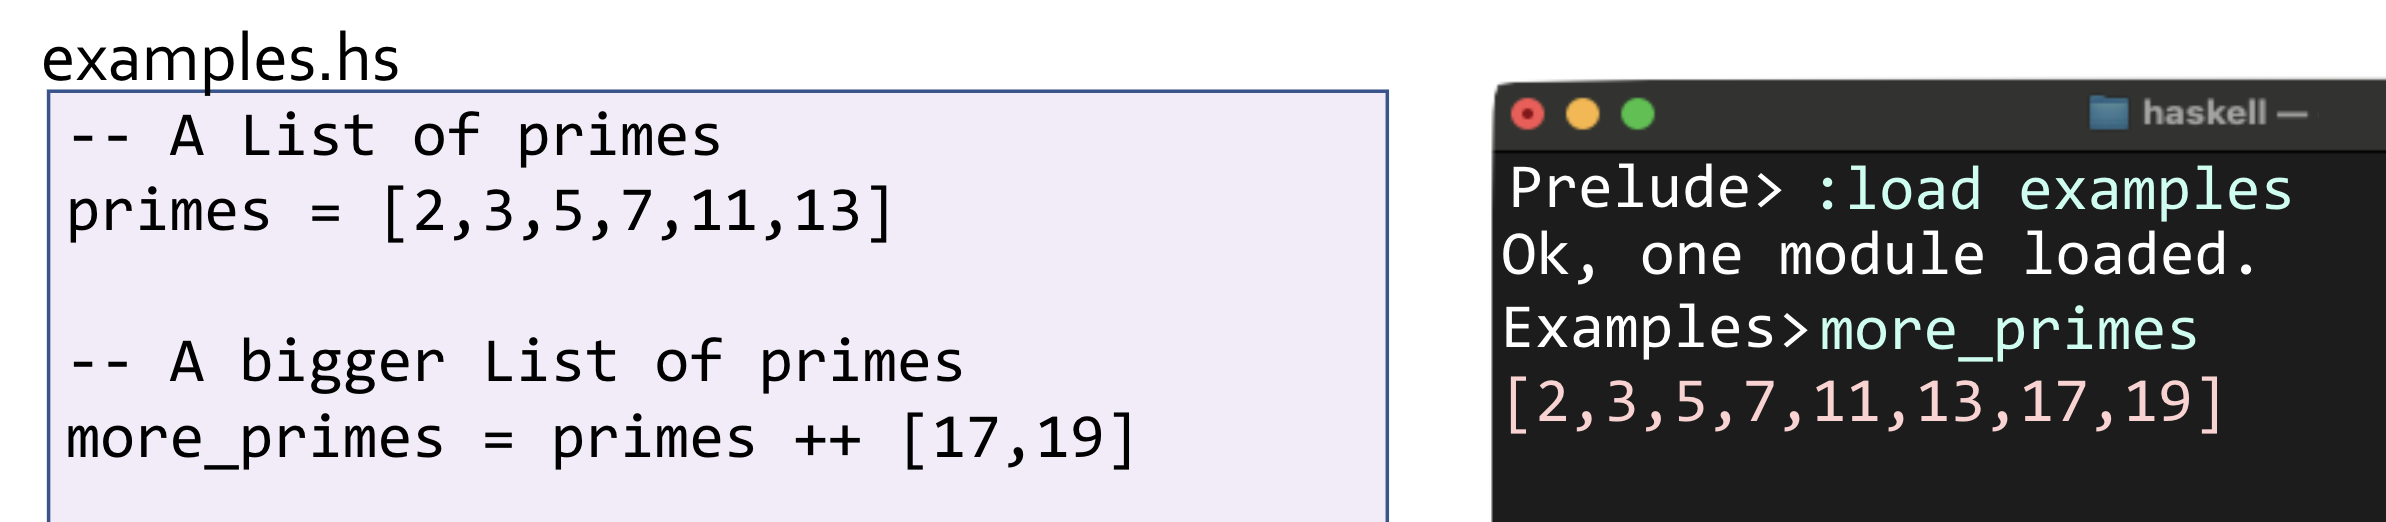 examples.hs
-- A List of primes
primes = [2,3,5,7,11,13]
-- A bigger List of primes
more_primes = primes ++ [17,19]
haskell —
Prelude> :load examples
Ok, one module loaded.
Examples>more_primes
[2,3,5,7,11,13,17,19]